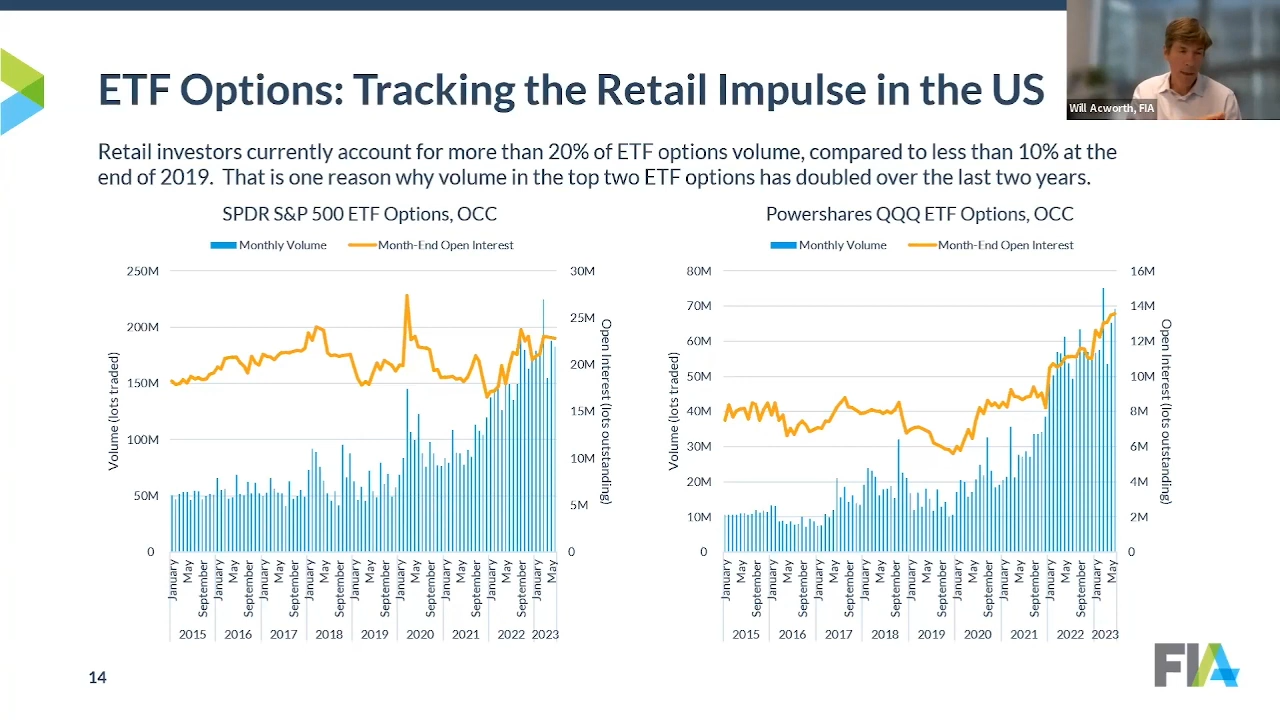 ETF Options: Tracking the Retail Impulse in the US
Will Acworth, FIA
Retail investors currently account for more than 20% of ETF options volume, compared to less than 10% at the
end of 2019. That is one reason why volume in the top two ETF options has doubled over the last two years.
SPDR S&P 500 ETF Options, OCC
Monthly Volume
Month-End Open Interest
Volume (lots traded)
250M
200M
150M
100M
50M
0
30M
25M
20M
15M
10M
5M
0
Open Interest (lots outstanding)
January
May
September
January
May
September
January
May
September
January
May
September
January
May
September
January
May
September
January
May
September
January
May
September
January
May
2015
2016
2017
2018
2019
2020
2021
2022
2023
Powershares QQQ ETF Options, OCC
Monthly Volume
Month-End Open Interest
Volume (lots traded)
80M
70M
60M
50M
40M
30M
20M
10M
0
16M
14M
12M
10M
8M
6M
4M
2M
0
Open Interest (lots outstanding)
January
May
September
January
May
September
January
May
September
January
May
September
January
May
September
January
May
September
January
May
September
January
May
September
January
May
2015
2016
2017
2018
2019
2020
2021
2022
2023
14
FIA